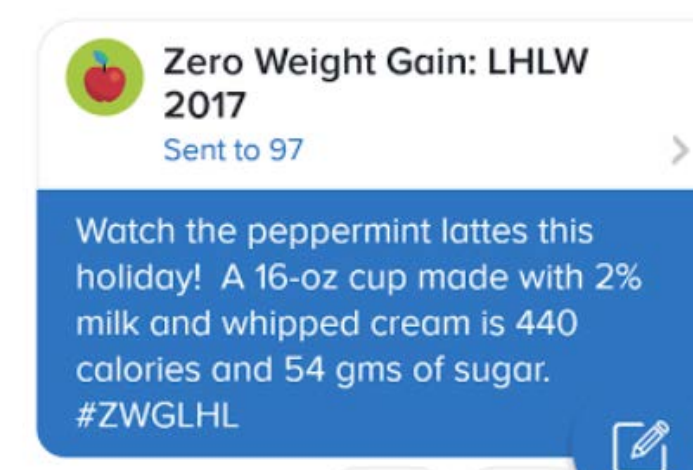 Zero Weight Gain: LHLW
2017
Sent to 97
Watch the peppermint lattes this
holiday!  A 16-oz cup made with 2%
milk and whipped cream is 440
calories and 54 gms of sugar.
#ZWGLHL